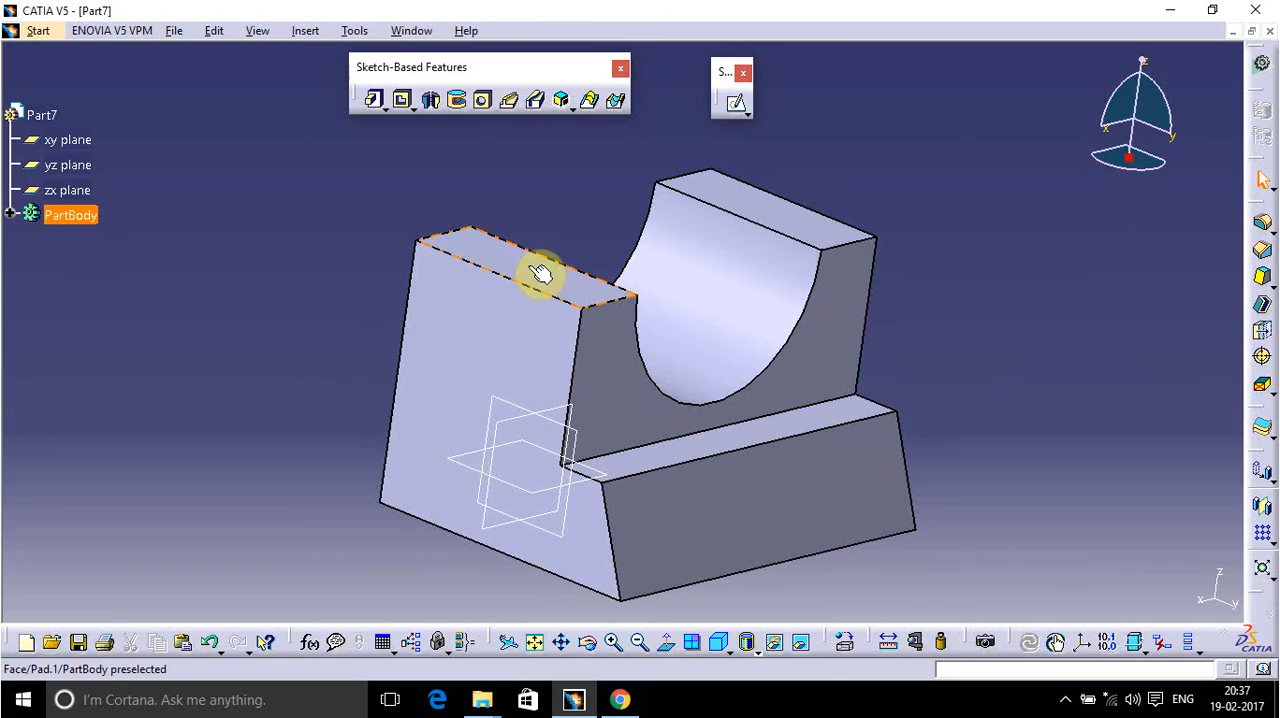 CATIA V5 - [Part7]
Start ENOVIA V5 VPM File Edit View Insert Tools Window Help
Sketch-Based Features
S...
Part7
xy plane
yz plane
zx plane
PartBody
z
x
y
z
x
y
f(x)
10,1
CATIA
Face/Pad.1/PartBody preselected
I'm Cortana. Ask me anything.
ENG
20:37
19-02-2017